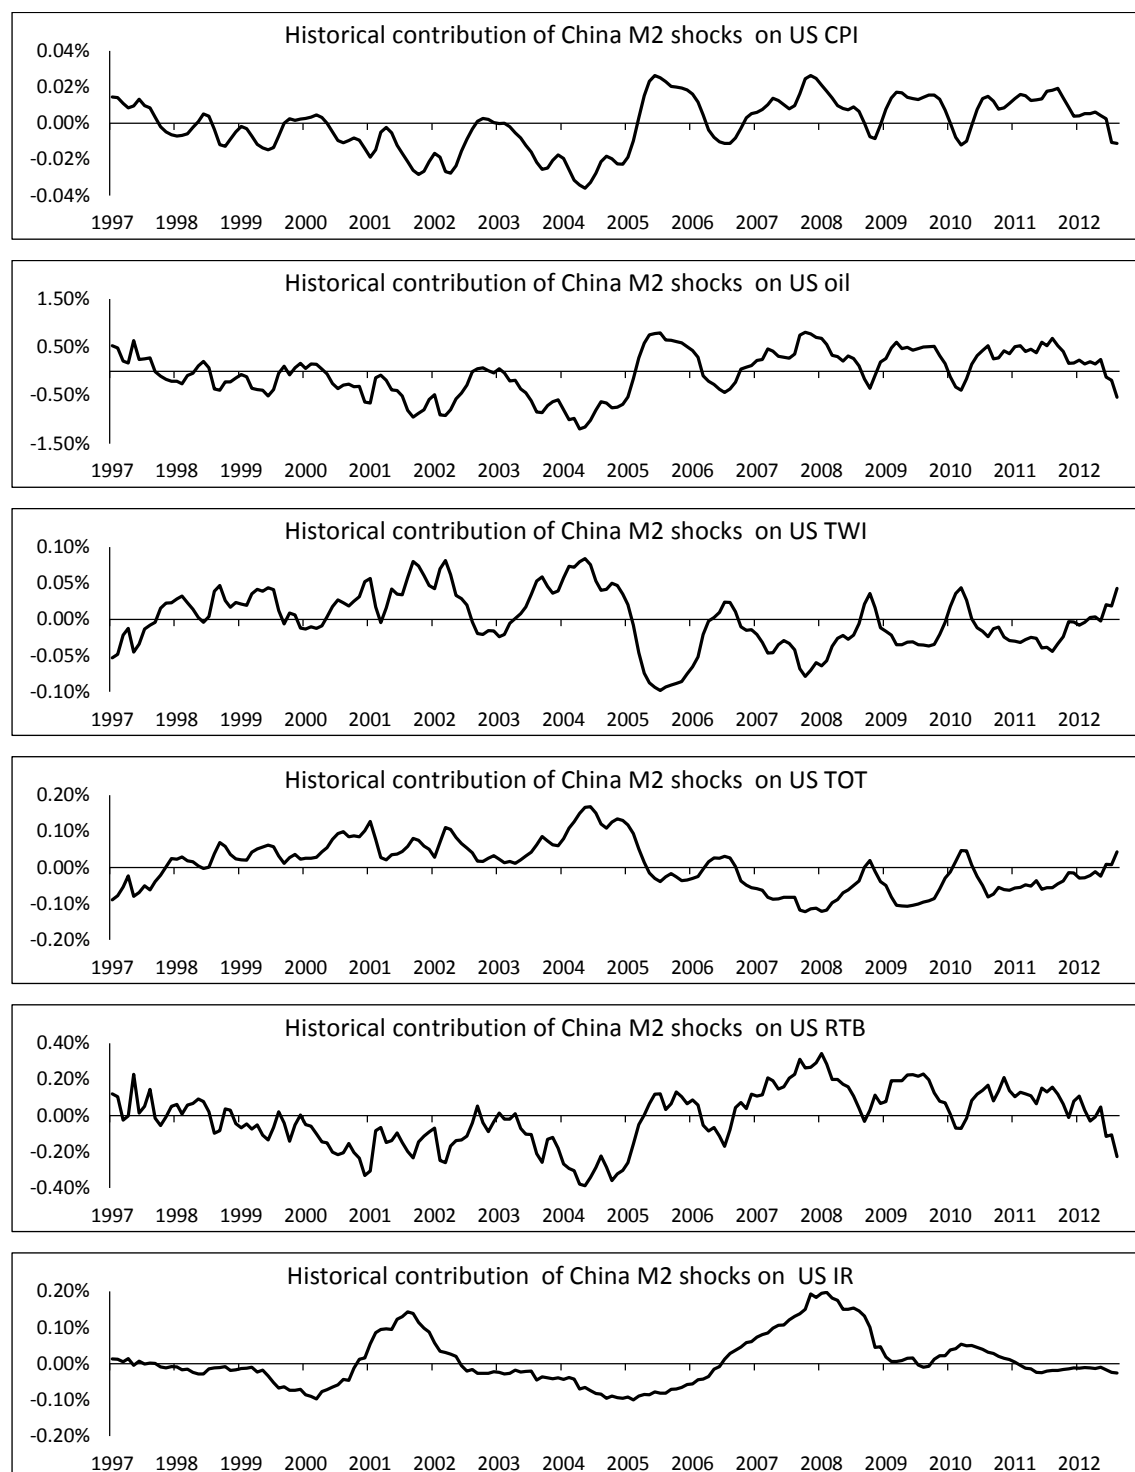 Historical contribution of China M2 shocks on US CPI
0.04%
0.02%
0.00%
-0.02%
-0.04%
1997 1998 1999 2000 2001 2002 2003 2004 2005 2006 2007 2008 2009 2010 2011 2012
Historical contribution of China M2 shocks on US oil
1.50%
0.50%
-0.50%
-1.50%
1997 1998 1999 2000 2001 2002 2003 2004 2005 2006 2007 2008 2009 2010 2011 2012
Historical contribution of China M2 shocks on US TWI
0.10%
0.05%
0.00%
-0.05%
-0.10%
1997 1998 1999 2000 2001 2002 2003 2004 2005 2006 2007 2008 2009 2010 2011 2012
Historical contribution of China M2 shocks on US TOT
0.20%
0.10%
0.00%
-0.10%
-0.20%
1997 1998 1999 2000 2001 2002 2003 2004 2005 2006 2007 2008 2009 2010 2011 2012
Historical contribution of China M2 shocks on US RTB
0.40%
0.20%
0.00%
-0.20%
-0.40%
1997 1998 1999 2000 2001 2002 2003 2004 2005 2006 2007 2008 2009 2010 2011 2012
Historical contribution of China M2 shocks on US IR
0.20%
0.10%
0.00%
-0.10%
-0.20%
1997 1998 1999 2000 2001 2002 2003 2004 2005 2006 2007 2008 2009 2010 2011 2012